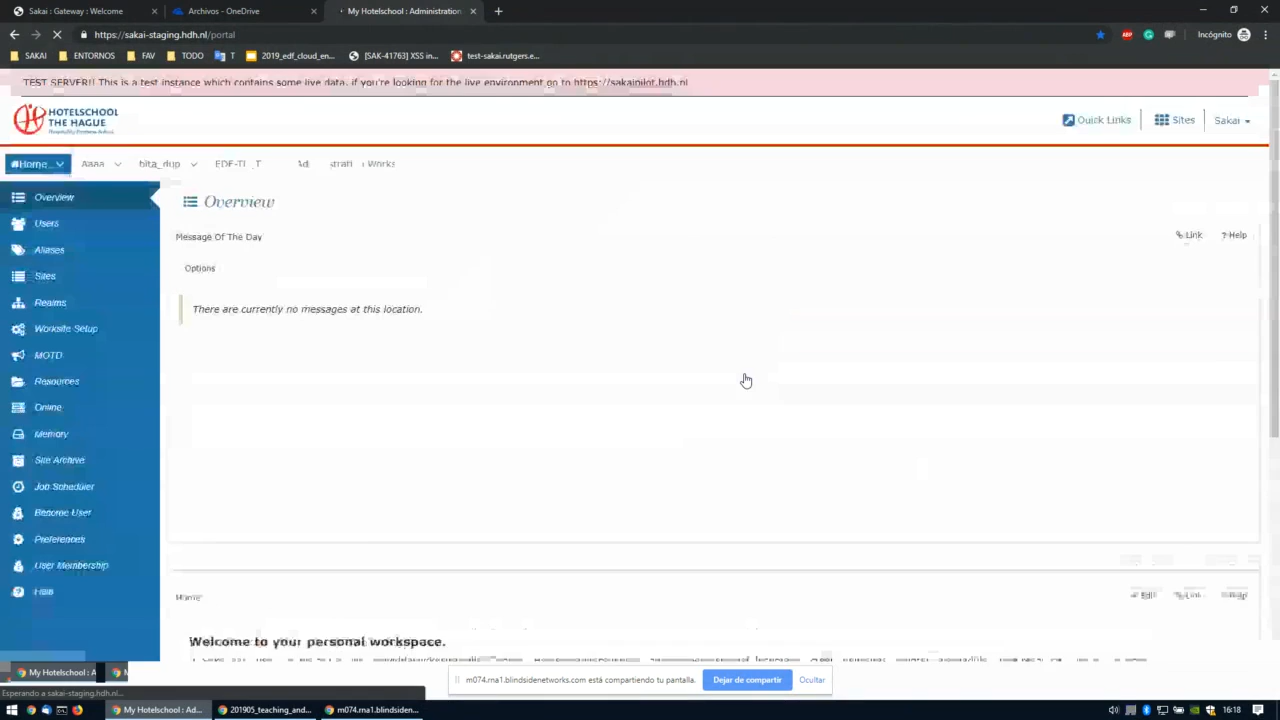 Sakai : Gateway : Welcome
Archivos - OneDrive
My Hotelschool : Administration
https://sakai-staging.hdh.nl/portal
Incógnito
SAKAI
ENTORNOS
FAV
TODO
T
2019_edf_cloud_en...
[SAK-41763] XSS in...
test-sakai.rutgers.e...
TEST SERVER!! This is a test instance which contains some live data, if you're looking for the live environment go to https://sakaipilot.hdh.nl
HOTELSCHOOL
THE HAGUE
Hospitality Business School
Quick Links
Sites
Sakai
Home
Aaaa
bita_dup
Works
Overview
Users
Aliases
Sites
Realms
Worksite Setup
MOTD
Resources
Online
Memory
Site Archive
Job Scheduler
Become User
Preferences
User Membership
Help
Overview
Message Of The Day
Link
? Help
Options
There are currently no messages at this location.
Home
Edit
Link
Help
Welcome to your personal workspace.
My Hotelschool : A
m074.rna1.blindsidenetworks.com está compartiendo tu pantalla.
Dejar de compartir
Ocultar
Esperando a sakai-staging.hdh.nl...
My Hotelschool : Ad...
201905_teaching_and...
m074.rna1.blindsiden...
16:18